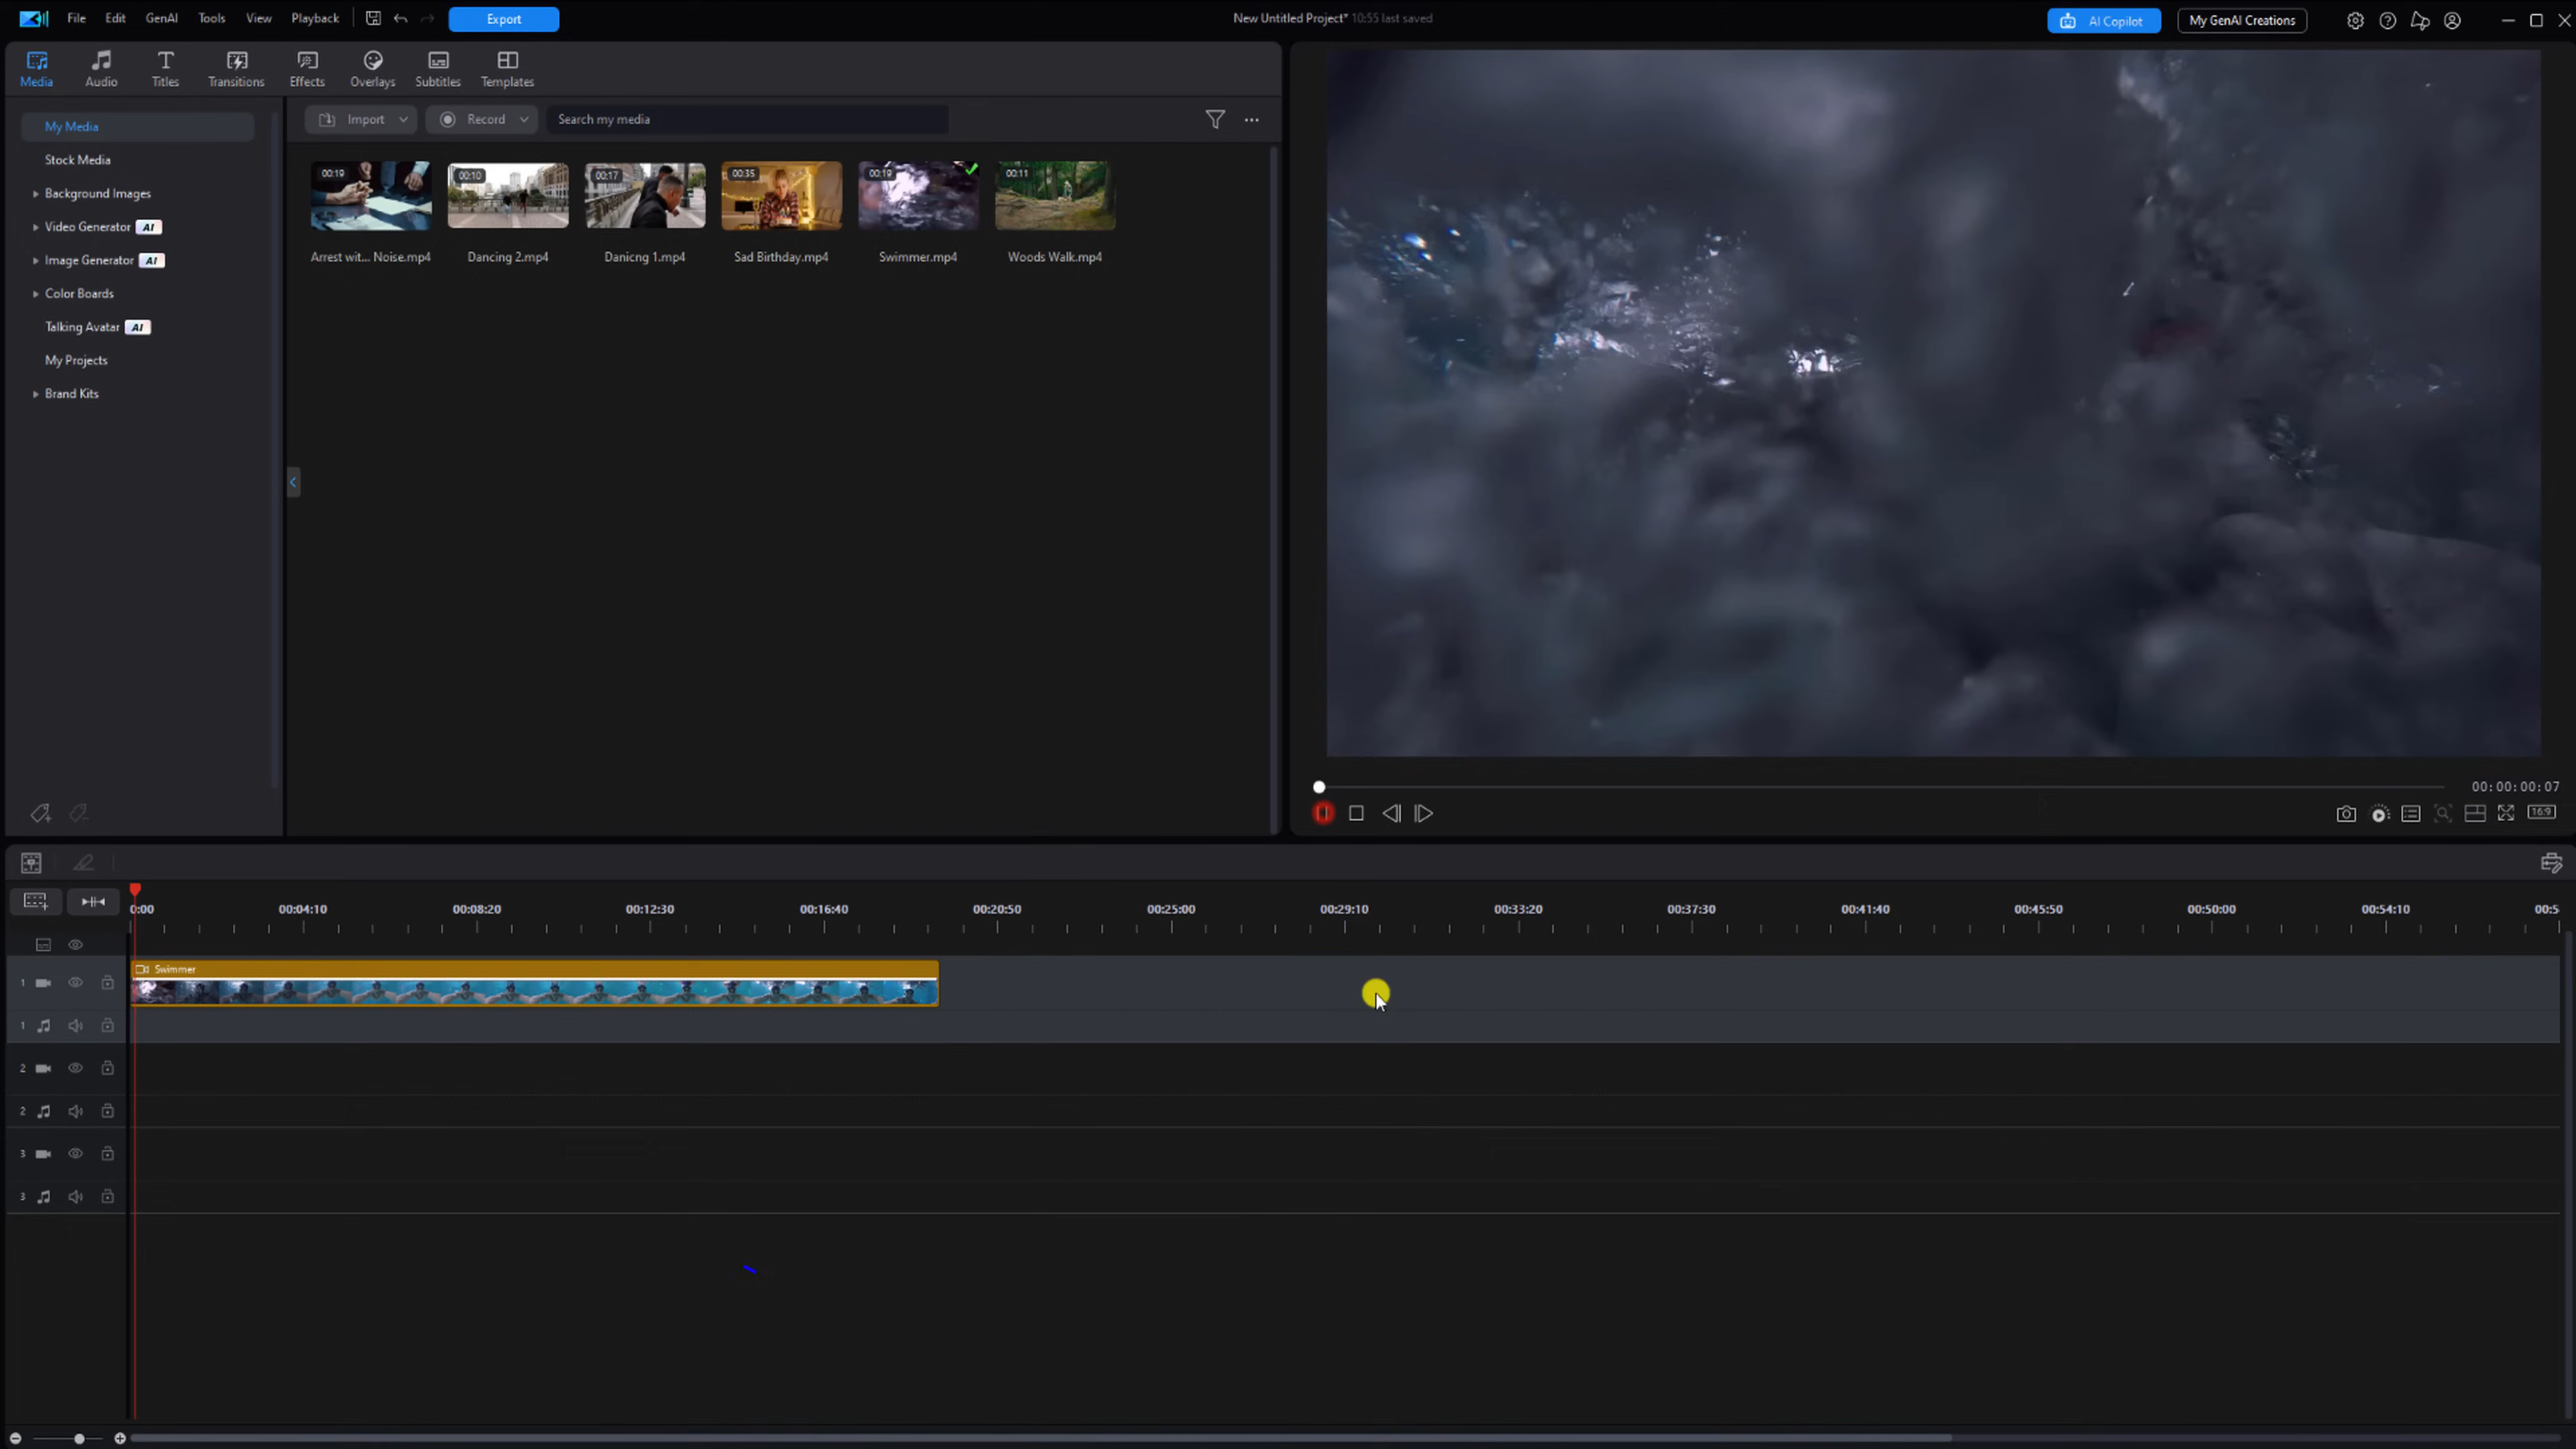 File Edit GenAI Tools View Playback Export New Untitled Project* 10:55 last saved AI Copilot My GenAI Creations
Media Audio Titles Transitions Effects Overlays Subtitles Templates
Import Record Search my media
My Media
Stock Media
Background Images
Video Generator AI
Image Generator AI
Color Boards
Talking Avatar AI
My Projects
Brand Kits
00:19 00:10 00:17 00:35 00:19 00:11
Arrest wit... Noise.mp4 Dancing 2.mp4 Danicng 1.mp4 Sad Birthday.mp4 Swimmer.mp4 Woods Walk.mp4
00:00:00:07
16:9
0:00 00:04:10 00:08:20 00:12:30 00:16:40 00:20:50 00:25:00 00:29:10 00:33:20 00:37:30 00:41:40 00:45:50 00:50:00 00:54:10 00:5
Swimmer
1
1
2
2
3
3